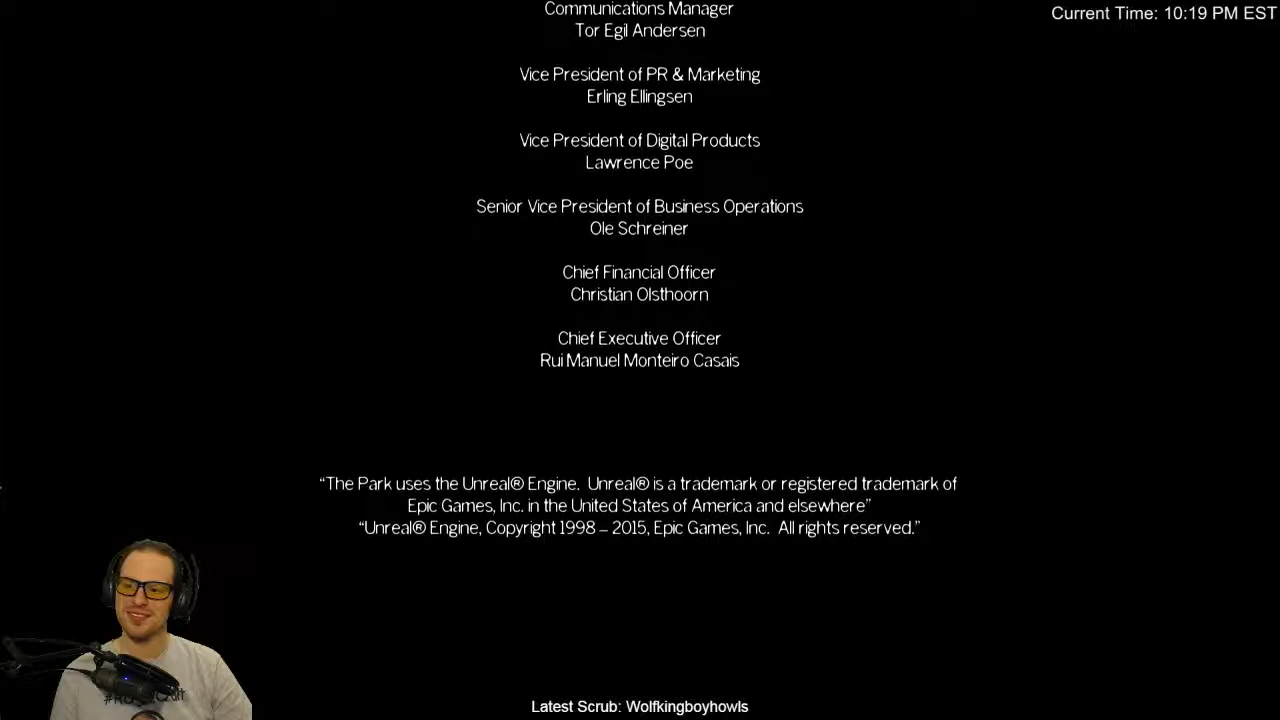 Communications Manager
Current Time: 10:19 PM EST
Tor Egil Andersen
Vice President of PR & Marketing
Erling Ellingsen
Vice President of Digital Products
Lawrence Poe
Senior Vice President of Business Operations
Ole Schreiner
Chief Financial Officer
Christian Olsthoorn
Chief Executive Officer
Rui Manuel Monteiro Casais
“The Park uses the Unreal® Engine. Unreal® is a trademark or registered trademark of
Epic Games, Inc. in the United States of America and elsewhere”
“Unreal® Engine, Copyright 1998 – 2015, Epic Games, Inc. All rights reserved.”
Latest Scrub: Wolfkingboyhowls